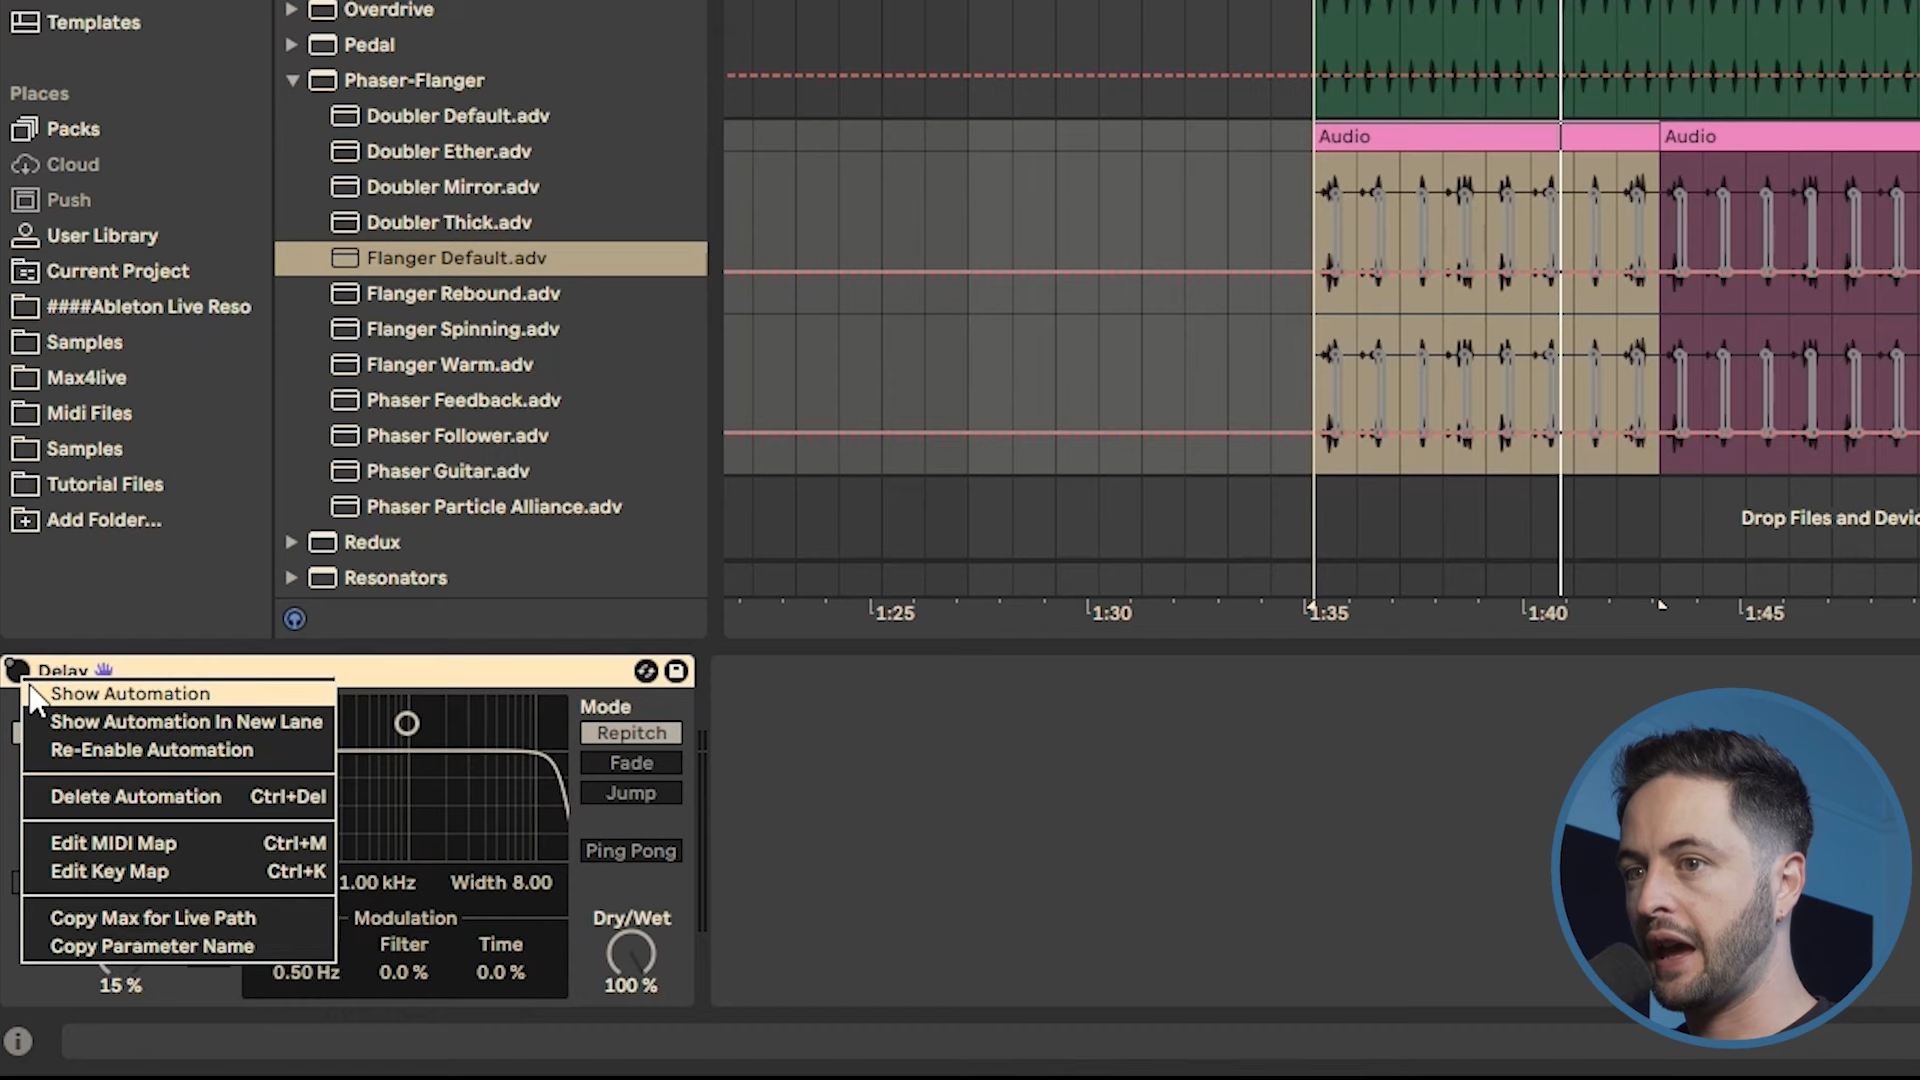 Templates
Places
Packs
Cloud
Push
User Library
Current Project
####Ableton Live Reso
Samples
Max4live
Midi Files
Samples
Tutorial Files
Add Folder...
Overdrive
Pedal
Phaser-Flanger
Doubler Default.adv
Doubler Ether.adv
Doubler Mirror.adv
Doubler Thick.adv
Flanger Default.adv
Flanger Rebound.adv
Flanger Spinning.adv
Flanger Warm.adv
Phaser Feedback.adv
Phaser Follower.adv
Phaser Guitar.adv
Phaser Particle Alliance.adv
Redux
Resonators
Audio Audio
Drop Files and Devic
1:25 1:30 1:35 1:40 1:45
Delay
Show Automation
Show Automation In New Lane
Re-Enable Automation
Delete Automation Ctrl+Del
Edit MIDI Map Ctrl+M
Edit Key Map Ctrl+K
Copy Max for Live Path
Copy Parameter Name
15 %
1.00 kHz Width 8.00
Modulation
Filter Time
0.50 Hz 0.0 % 0.0 %
Mode
Repitch
Fade
Jump
Ping Pong
Dry/Wet
100 %